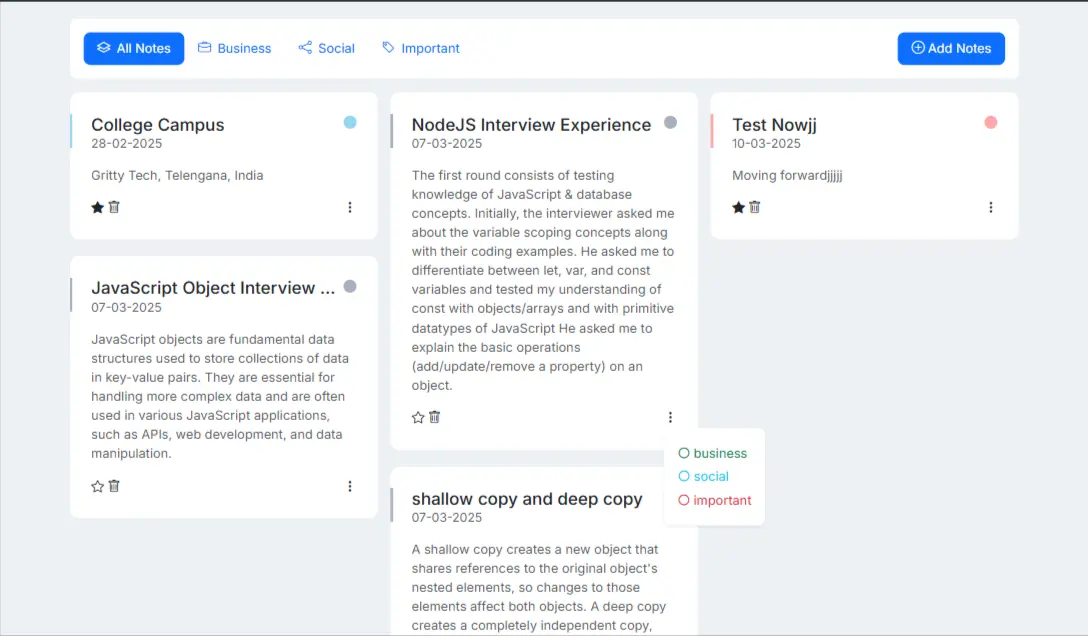 All Notes
Business
Social
Important
Add Notes
College Campus
28-02-2025
Gritty Tech, Telengana, India
JavaScript Object Interview ...
07-03-2025
JavaScript objects are fundamental data
structures used to store collections of data
in key-value pairs. They are essential for
handling more complex data and are often
used in various JavaScript applications,
such as APIs, web development, and data
manipulation.
NodeJS Interview Experience
07-03-2025
The first round consists of testing
knowledge of JavaScript & database
concepts. Initially, the interviewer asked me
about the variable scoping concepts along
with their coding examples. He asked me to
differentiate between let, var, and const
variables and tested my understanding of
const with objects/arrays and with primitive
datatypes of JavaScript He asked me to
explain the basic operations
(add/update/remove a property) on an
object.
business
social
important
shallow copy and deep copy
07-03-2025
A shallow copy creates a new object that
shares references to the original object's
nested elements, so changes to those
elements affect both objects. A deep copy
creates a completely independent copy,
Test Nowjj
10-03-2025
Moving forwardjjjjj